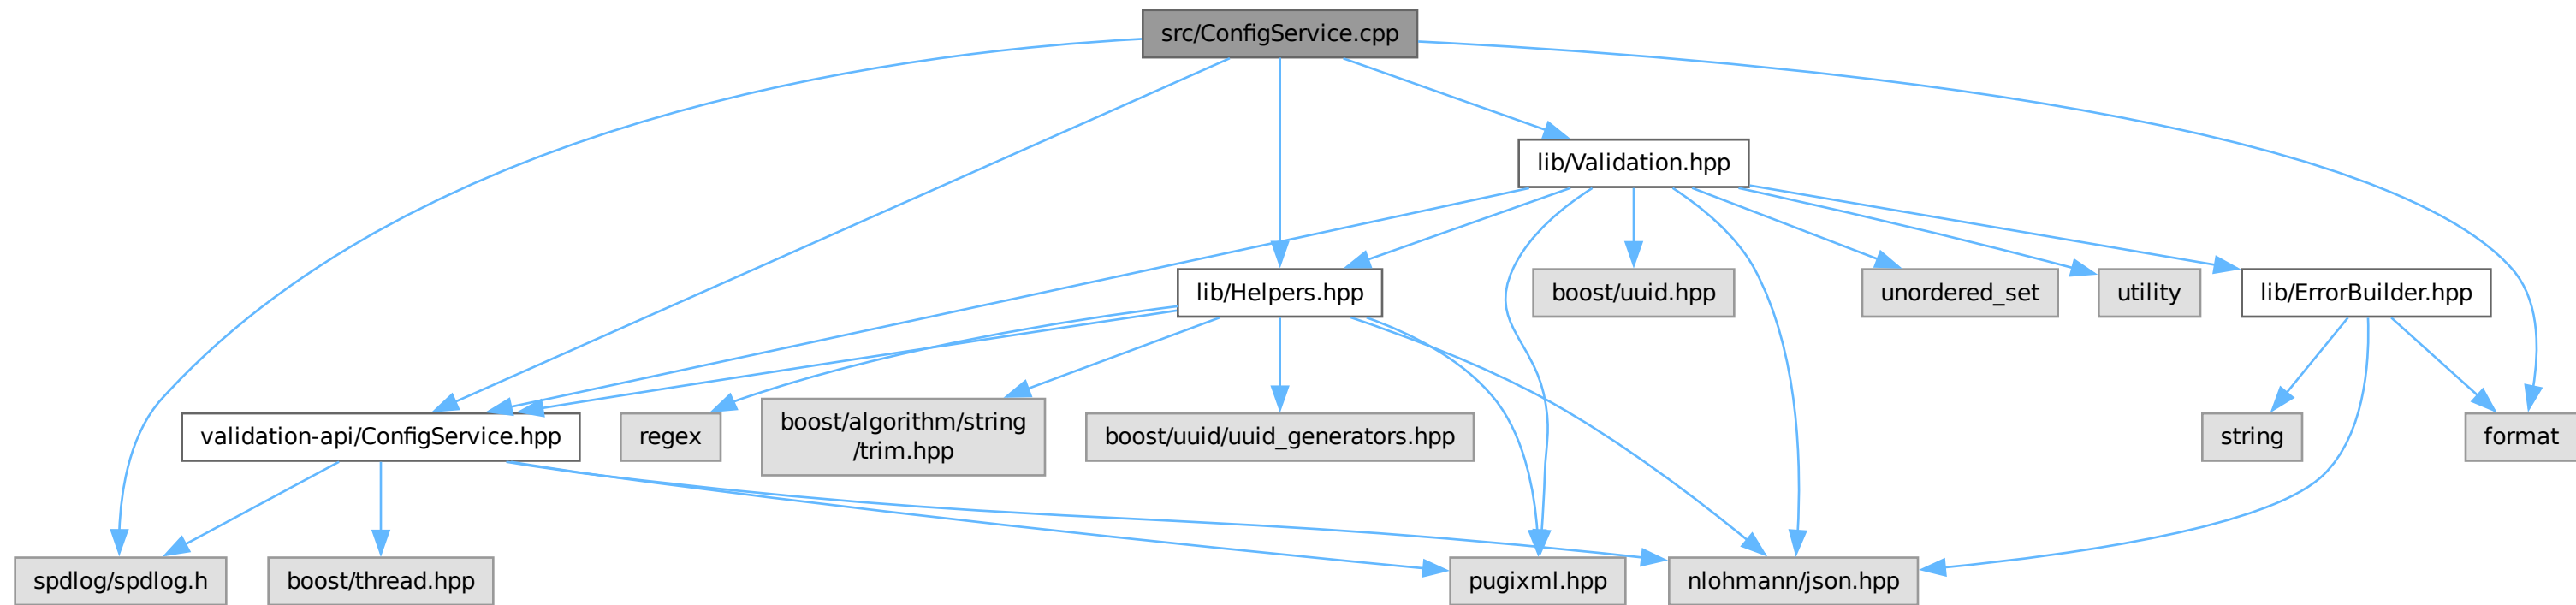 src/ConfigService.cpp
lib/Validation.hpp
lib/Helpers.hpp
boost/uuid.hpp
unordered_set
utility
lib/ErrorBuilder.hpp
validation-api/ConfigService.hpp
regex
boost/algorithm/string
/trim.hpp
boost/uuid/uuid_generators.hpp
string
format
spdlog/spdlog.h
boost/thread.hpp
pugixml.hpp
nlohmann/json.hpp